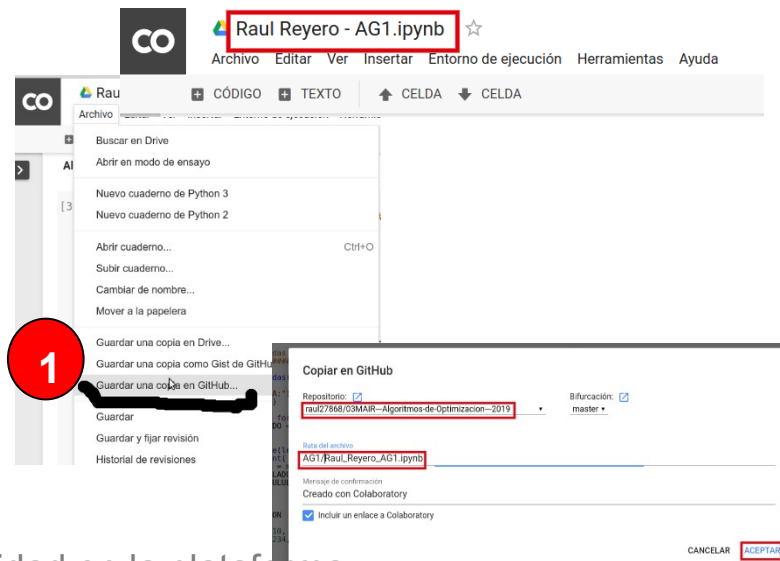 CO
Raul Reyero - AG1.ipynb
Archivo Editar Ver Insertar Entorno de ejecución Herramientas Ayuda
CÓDIGO TEXTO CELDA CELDA
CO
Rau
Archivo
Al
[3
Buscar en Drive
Abrir en modo de ensayo
Nuevo cuaderno de Python 3
Nuevo cuaderno de Python 2
Abrir cuaderno... Ctrl+O
Subir cuaderno...
Cambiar de nombre...
Mover a la papelera
Guardar una copia en Drive...
Guardar una copia como Gist de GitHu
1
Guardar una copia en GitHub...
Guardar
Guardar y fijar revisión
Historial de revisiones
Copiar en GitHub
Repositorio: Bifurcación:
raul27868/03MAIR---Algoritmos-de-Optimizacion---2019 master
Ruta del archivo
AG1/Raul_Reyero_AG1.ipynb
Mensaje de confirmación
Creado con Colaboratory
Incluir un enlace a Colaboratory
CANCELAR ACEPTAR